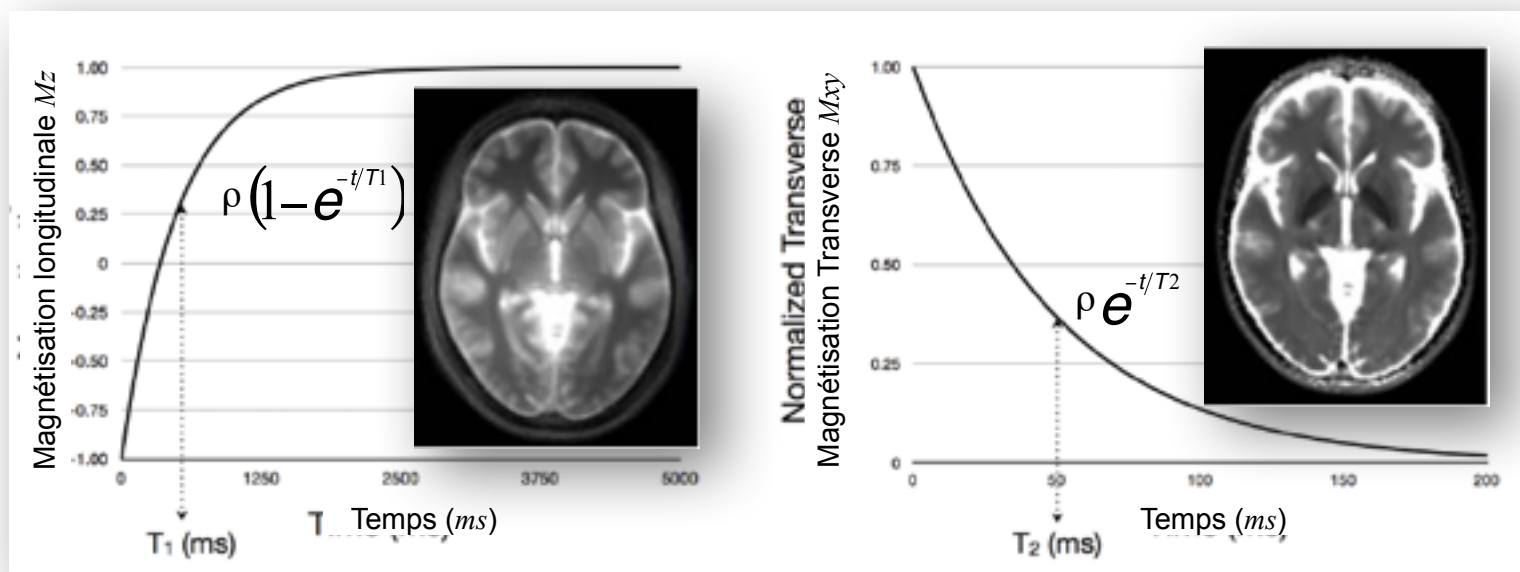 Magnétisation longitudinale Mz
1.00
0.75
0.50
0.25
0
-0.25
-0.50
-0.75
-1.00
ρ(1−e^{-t/T1})
0
1250
2500
3750
5000
T₁ (ms)
Temps (ms)
Normalized Transverse
Magnétisation Transverse Mxy
1.00
0.75
0.50
0.25
0
ρ e^{-t/T2}
0
50
100
150
200
T₂ (ms)
Temps (ms)